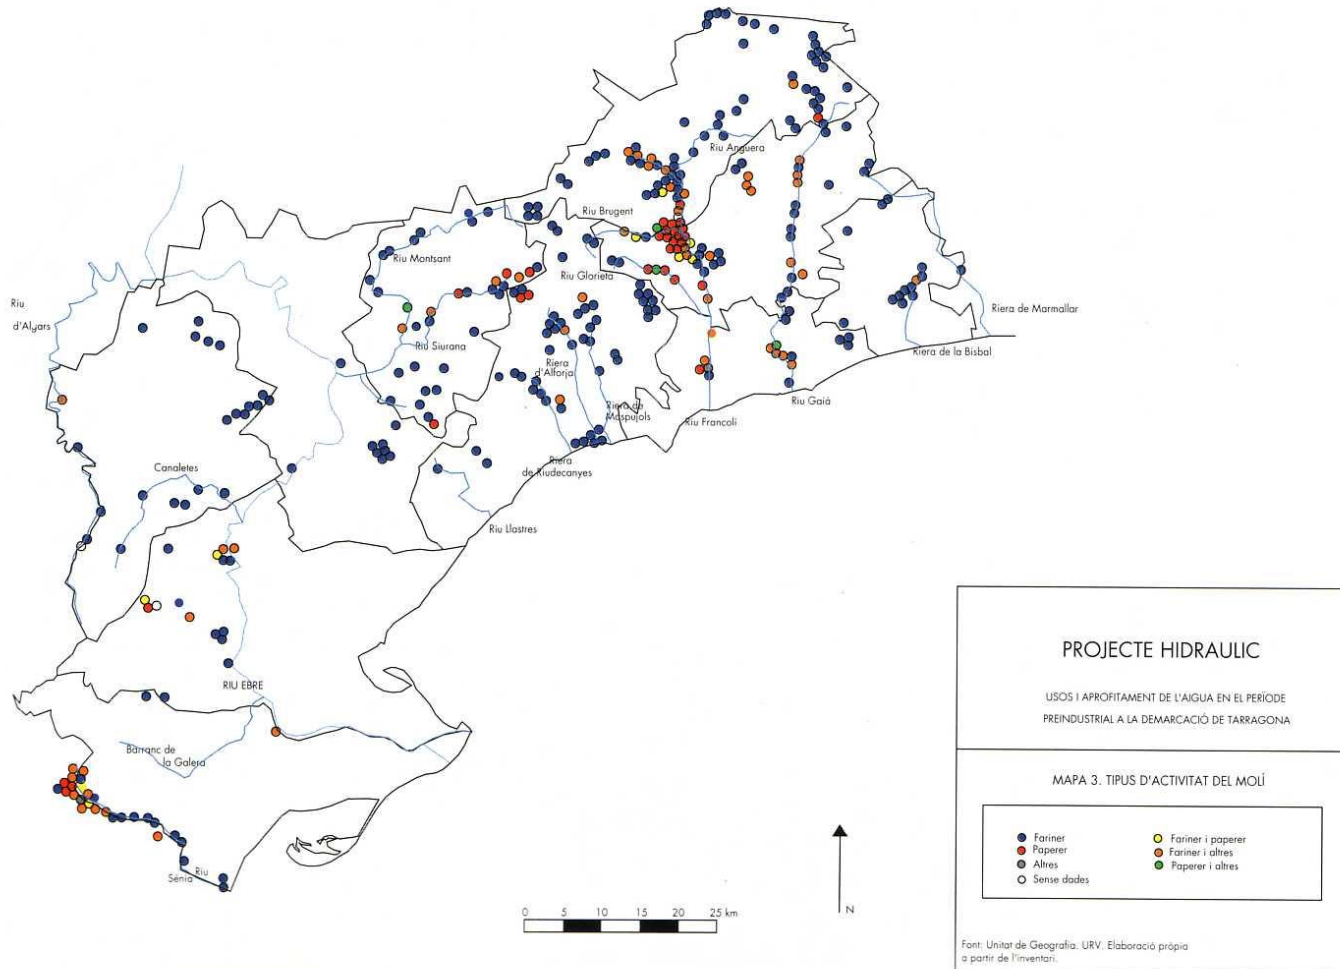 Riu Anguera
Riu Brugent
Riu Montsant
Riu Glorieta
Riu
d'Algars
Riera de Marmallar
Riu Siurana
Riera de la Bisbal
Riera
d'Alforja
Riu Gaià
Riera de
Maspujols
Riu Francolí
Canaletes
Riera
de Riudecanyes
Riu Llastres
RIU EBRE
Barranc de
la Galera
Riu
Sénia
0 5 10 15 20 25 km
N
PROJECTE HIDRAULIC
USOS I APROFITAMENT DE L'AIGUA EN EL PERÍODE
PREINDUSTRIAL A LA DEMARCACIÓ DE TARRAGONA
MAPA 3. TIPUS D'ACTIVITAT DEL MOLÍ
Fariner
Paperer
Altres
Sense dades
Fariner i paperer
Fariner i altres
Paperer i altres
Font: Unitat de Geografia. URV. Elaboració pròpia
a partir de l'inventari.